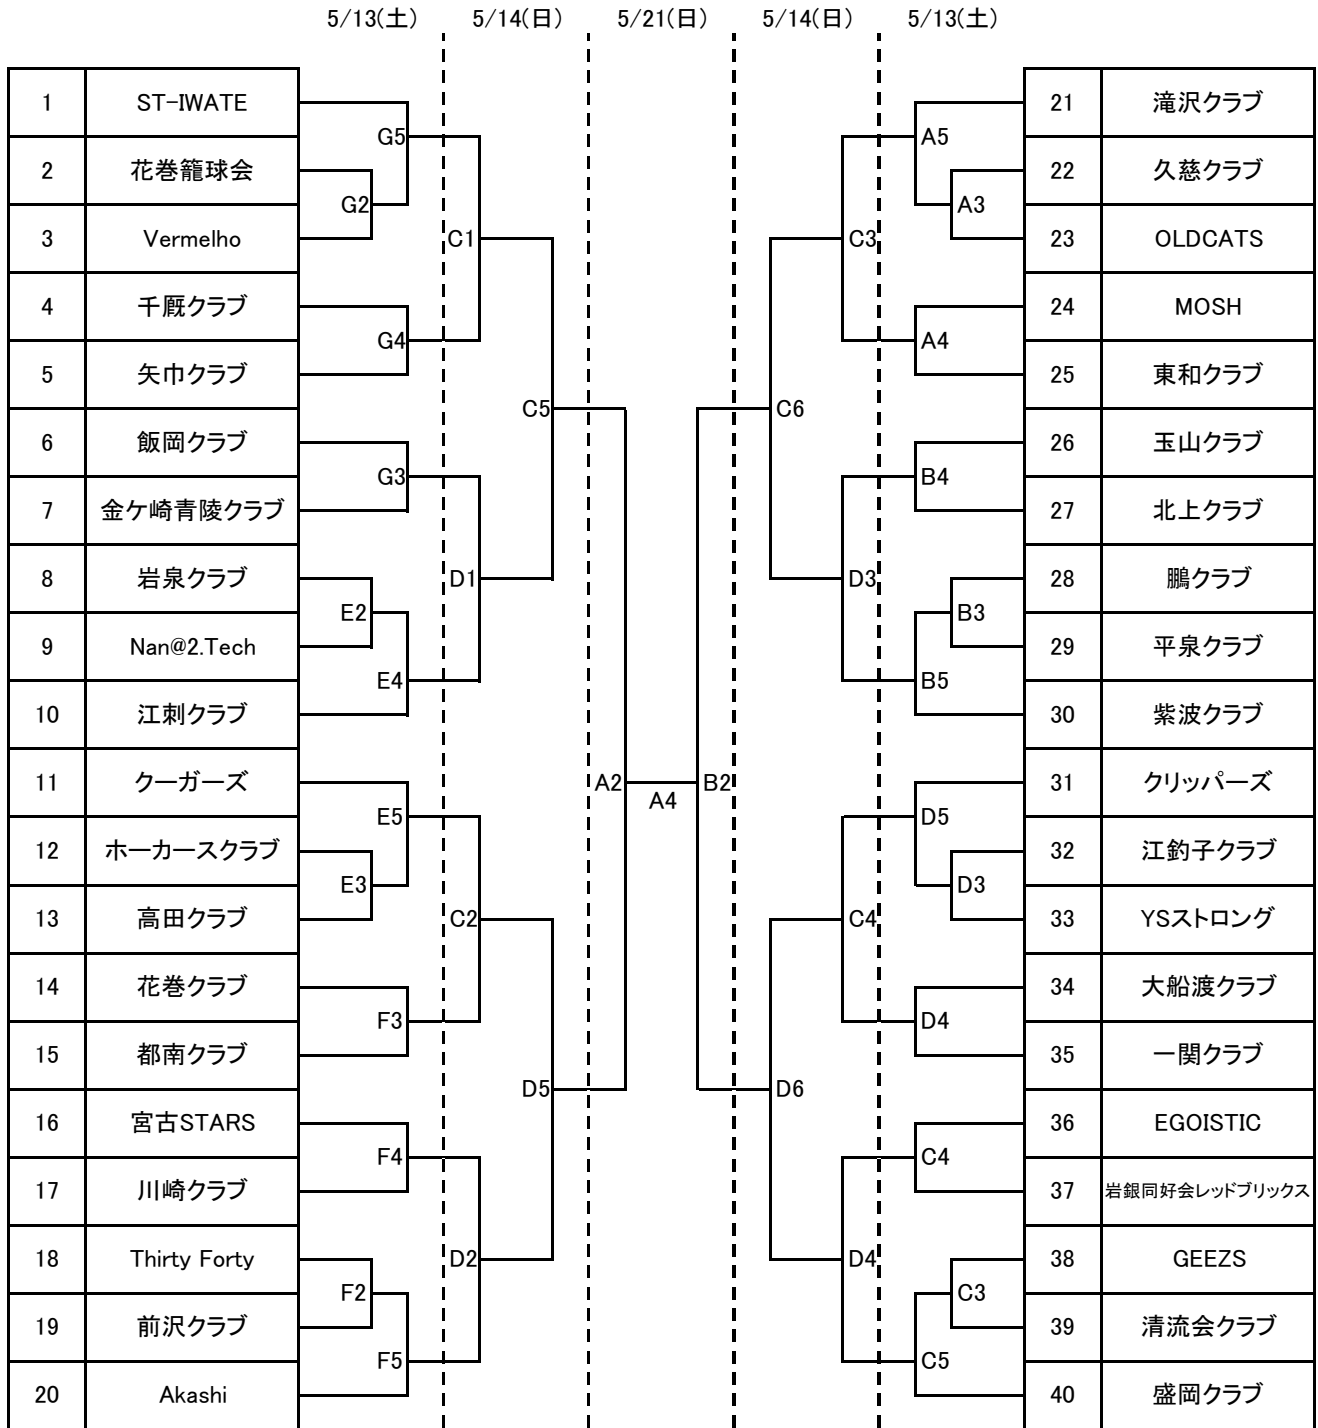 5/13(土) 5/14(日) 5/21(日) 5/14(日) 5/13(土)
1 ST-IWATE 21 滝沢クラブ
G5 A5
2 花巻籠球会 22 久慈クラブ
G2 A3
3 Vermelho C1 C3 23 OLDCATS
4 千厩クラブ 24 MOSH
G4 A4
5 矢巾クラブ 25 東和クラブ
C5 C6
6 飯岡クラブ 26 玉山クラブ
G3 B4
7 金ケ崎青陵クラブ 27 北上クラブ
8 岩泉クラブ D1 D3 28 鵬クラブ
E2 B3
9 Nan@2.Tech 29 平泉クラブ
E4 B5
10 江刺クラブ 30 紫波クラブ
11 クーガーズ A2 B2 31 クリッパーズ
A4
E5 D5
12 ホーカースクラブ 32 江釣子クラブ
E3 D3
13 高田クラブ C2 C4 33 YSストロング
14 花巻クラブ 34 大船渡クラブ
F3 D4
15 都南クラブ 35 一関クラブ
D5 D6
16 宮古STARS 36 EGOISTIC
F4 C4
17 川崎クラブ 37 岩銀同好会レッドブリックス
18 Thirty Forty D2 D4 38 GEEZS
F2 C3
19 前沢クラブ 39 清流会クラブ
F5 C5
20 Akashi 40 盛岡クラブ